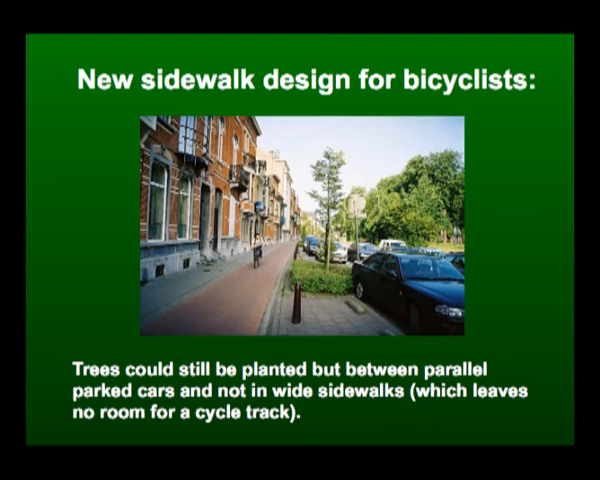 New sidewalk design for bicyclists:
Trees could still be planted but between parallel
parked cars and not in wide sidewalks (which leaves
no room for a cycle track).